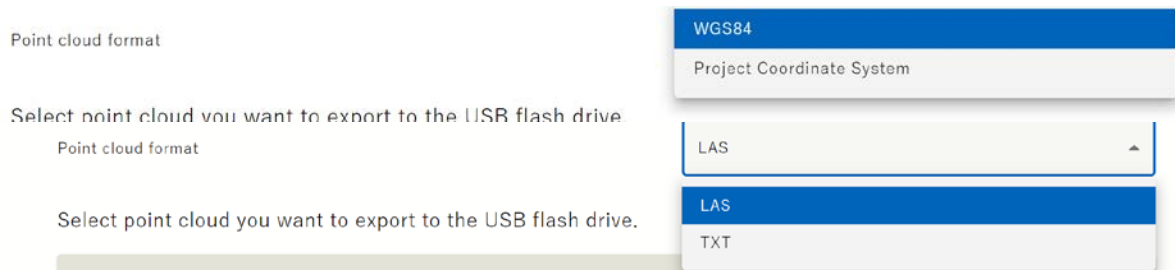 WGS84
Point cloud format
Project Coordinate System
Select point cloud you want to export to the USB flash drive.
Point cloud format
LAS
LAS
Select point cloud you want to export to the USB flash drive.
TXT